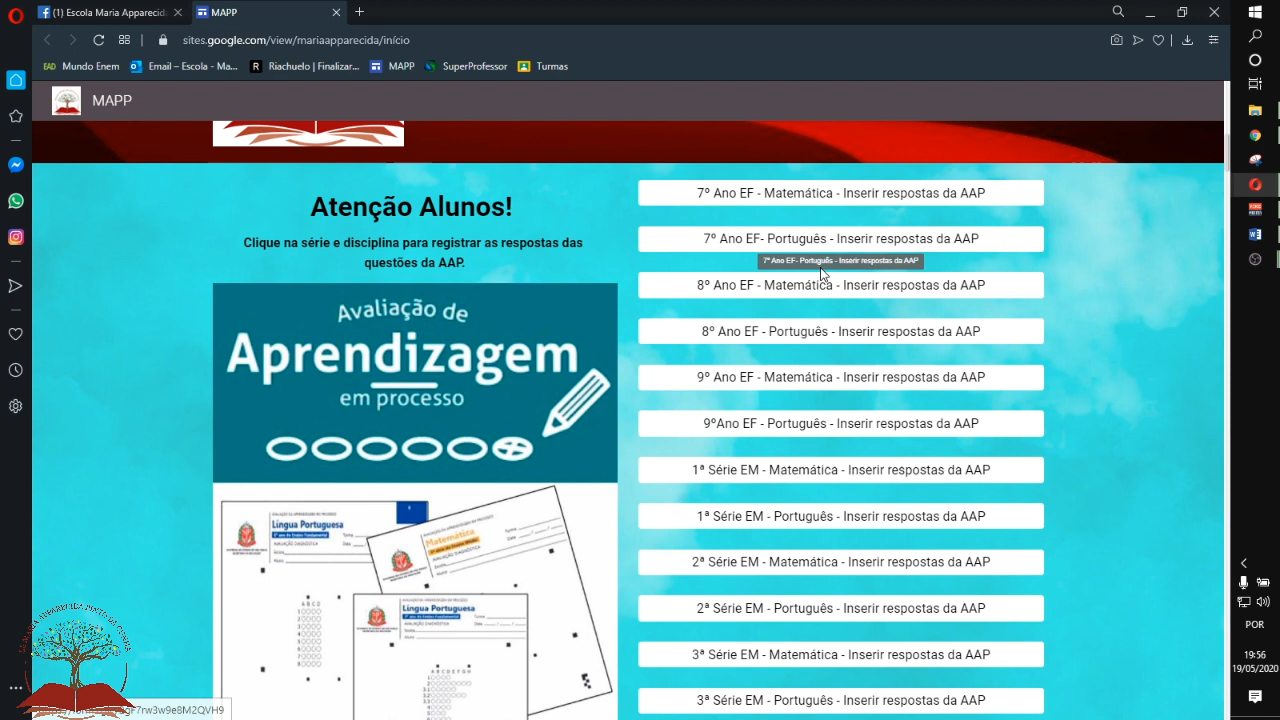 (1) Escola Maria Aparecid
MAPP
sites.google.com/view/mariaapparecida/início
EAD Mundo Enem
Email – Escola - Ma...
R Riachuelo | Finalizar...
MAPP
SuperProfessor
Turmas
MAPP
Atenção Alunos!
Clique na série e disciplina para registrar as respostas das
questões da AAP.
Avaliação de
Aprendizagem
em processo
Língua Portuguesa
Matemática
Língua Portuguesa
7º Ano EF - Matemática - Inserir respostas da AAP
7º Ano EF- Português - Inserir respostas da AAP
7º Ano EF- Português - Inserir respostas da AAP
8º Ano EF - Matemática - Inserir respostas da AAP
8º Ano EF - Português - Inserir respostas da AAP
9º Ano EF - Matemática - Inserir respostas da AAP
9ºAno EF - Português - Inserir respostas da AAP
1ª Série EM - Matemática - Inserir respostas da AAP
1ª Série EM - Português - Inserir respostas da AAP
2ª Série EM - Matemática - Inserir respostas da AAP
2ª Série EM - Português - Inserir respostas da AAP
3ª Série EM - Matemática - Inserir respostas da AAP
3ª Série EM - Português - Inserir respostas da AAP
POR
19:56
19/05/2020